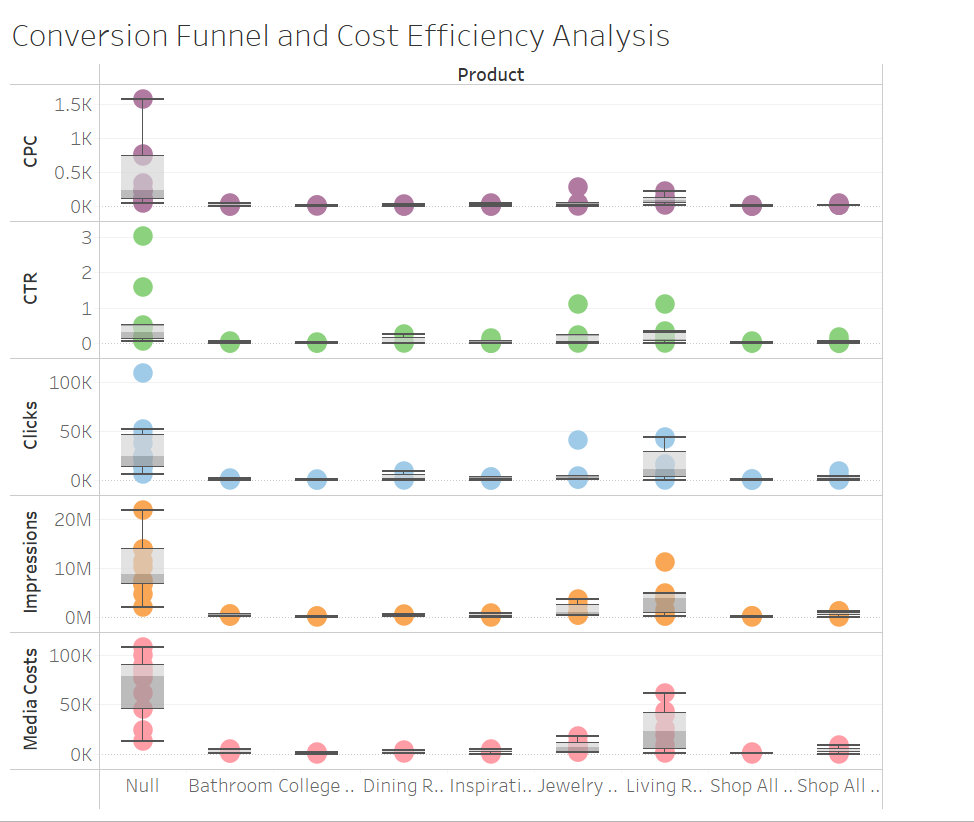 Conversion Funnel and Cost Efficiency Analysis
Product
CPC
1.5K
1K
0.5K
0K
CTR
3
2
1
0
Clicks
100K
50K
0K
Impressions
20M
10M
0M
Media Costs
100K
50K
0K
Null Bathroom College .. Dining R.. Inspirati.. Jewelry .. Living R.. Shop All .. Shop All ..